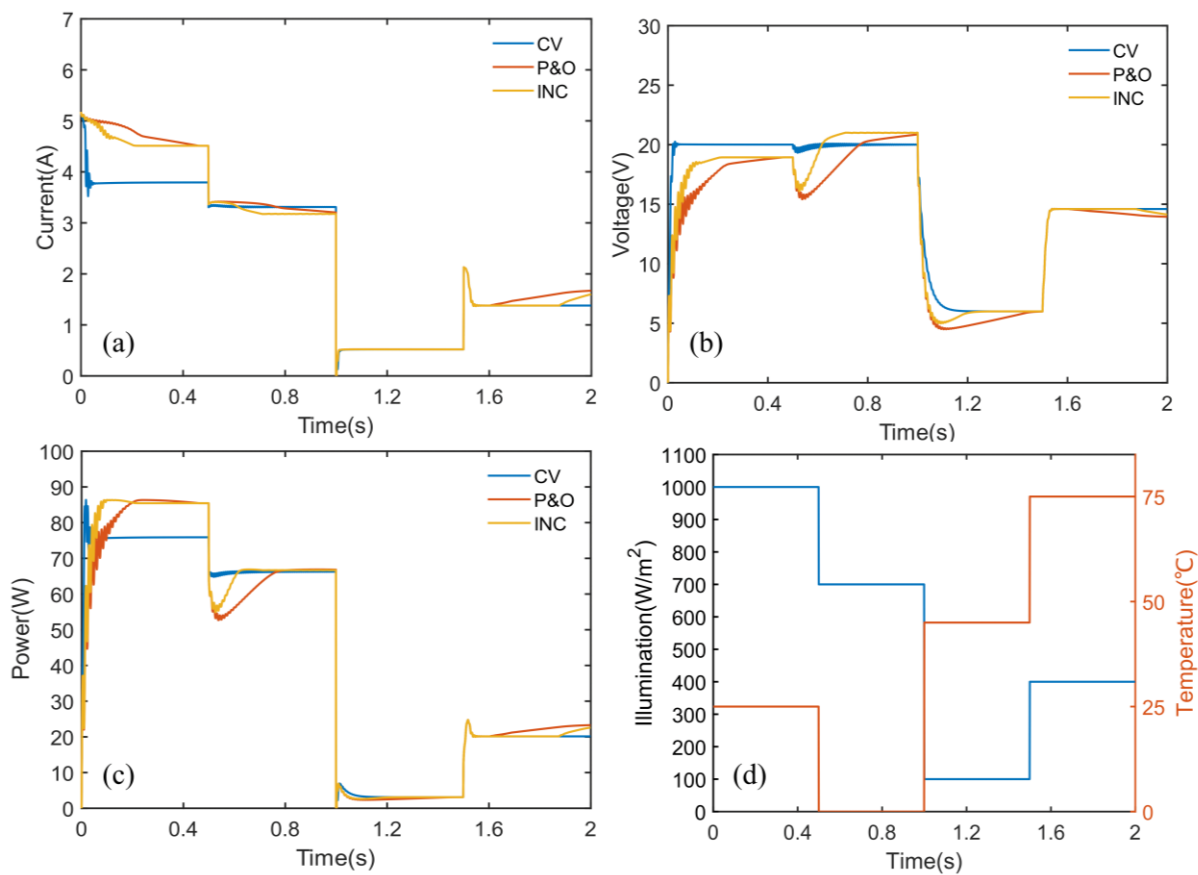 7
6
5
4
3
2
1
0
Current(A)
CV
P&O
INC
(a)
0 0.4 0.8 1.2 1.6 2
Time(s)
30
25
20
15
10
5
0
Voltage(V)
CV
P&O
INC
(b)
0 0.4 0.8 1.2 1.6 2
Time(s)
100
90
80
70
60
50
40
30
20
10
0
Power(W)
CV
P&O
INC
(c)
0 0.4 0.8 1.2 1.6 2
Time(s)
1100
1000
900
800
700
600
500
400
300
200
100
0
Illumination(W/m²)
75
45
25
0
Temperature(℃)
(d)
0 0.4 0.8 1.2 1.6 2
Time(s)